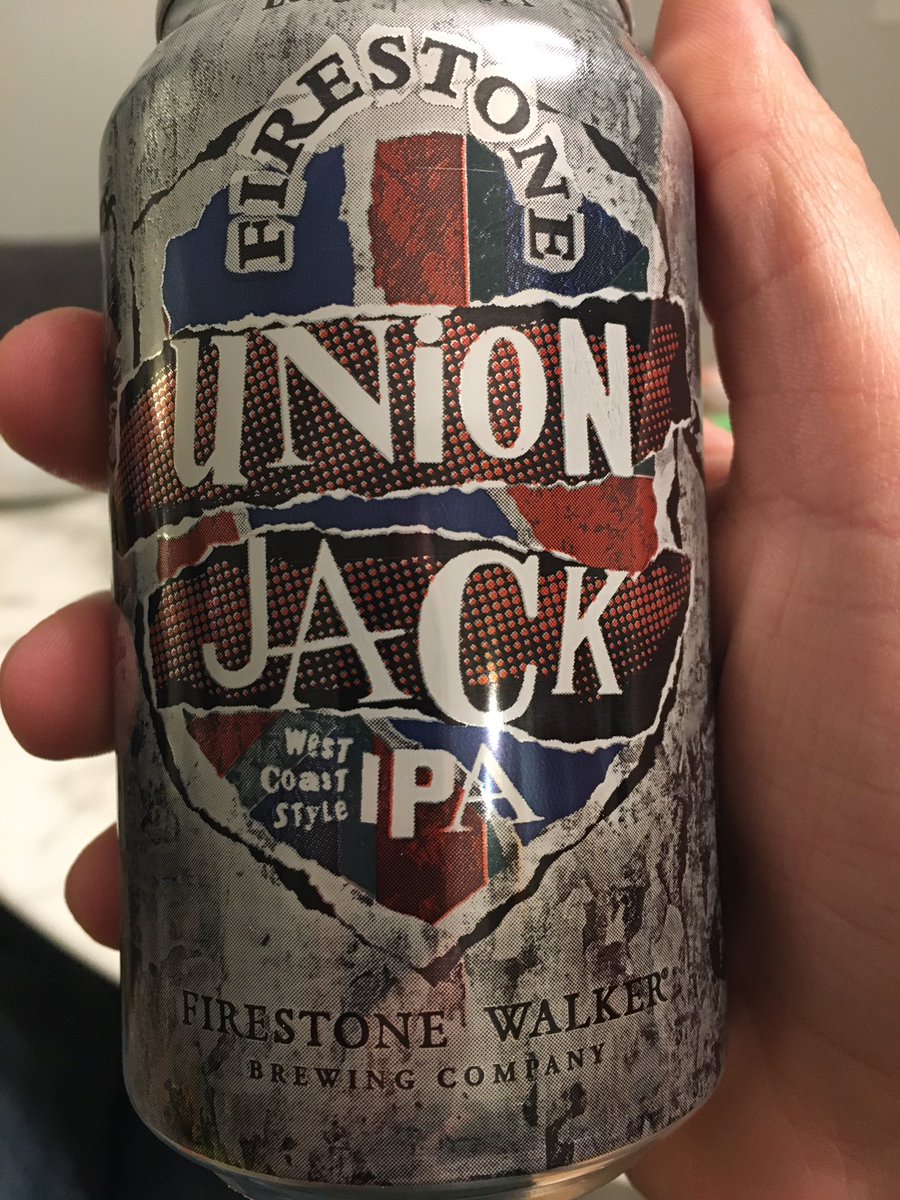 FIRESTONE
UNiON
JACK
WeST
CoaST
STyle
IPA
FIRESTONE WALKER®
BREWING COMPANY